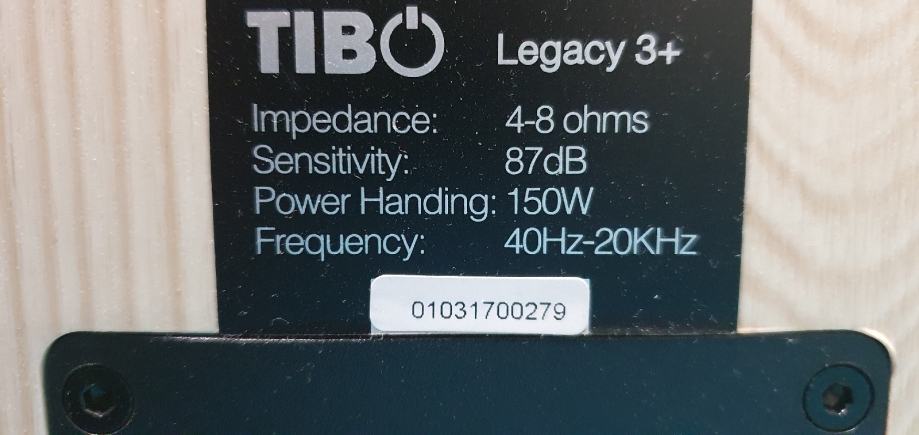 TIBO Legacy 3+
Impedance: 4-8 ohms
Sensitivity: 87dB
Power Handing: 150W
Frequency: 40Hz-20KHz
01031700279